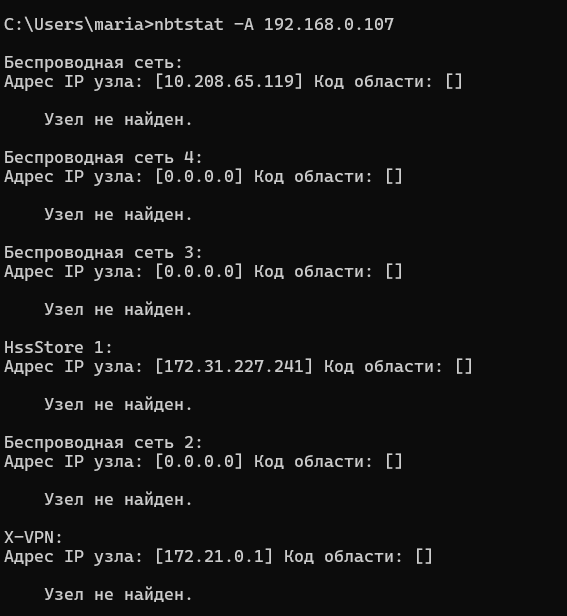 C:\Users\maria>nbtstat -A 192.168.0.107
Беспроводная сеть:
Адрес IP узла: [10.208.65.119] Код области: []
Узел не найден.
Беспроводная сеть 4:
Адрес IP узла: [0.0.0.0] Код области: []
Узел не найден.
Беспроводная сеть 3:
Адрес IP узла: [0.0.0.0] Код области: []
Узел не найден.
HssStore 1:
Адрес IP узла: [172.31.227.241] Код области: []
Узел не найден.
Беспроводная сеть 2:
Адрес IP узла: [0.0.0.0] Код области: []
Узел не найден.
X-VPN:
Адрес IP узла: [172.21.0.1] Код области: []
Узел не найден.